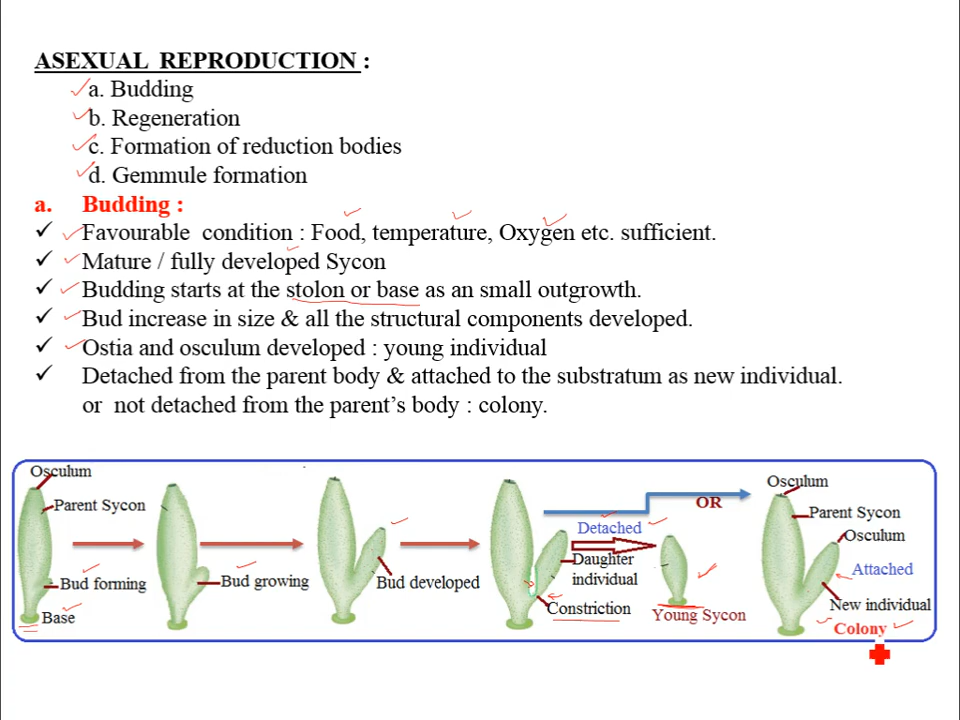 ASEXUAL REPRODUCTION :
a. Budding
b. Regeneration
c. Formation of reduction bodies
d. Gemmule formation
a. Budding :
✓ Favourable condition : Food, temperature, Oxygen etc. sufficient.
✓ Mature / fully developed Sycon
✓ Budding starts at the stolon or base as an small outgrowth.
✓ Bud increase in size & all the structural components developed.
✓ Ostia and osculum developed : young individual
✓ Detached from the parent body & attached to the substratum as new individual.
or not detached from the parent's body : colony.
Osculum
Parent Sycon
Bud forming
Base
Bud growing
Bud developed
Detached
OR
Daughter
individual
Constriction
Young Sycon
Osculum
Parent Sycon
Osculum
Attached
New individual
Colony